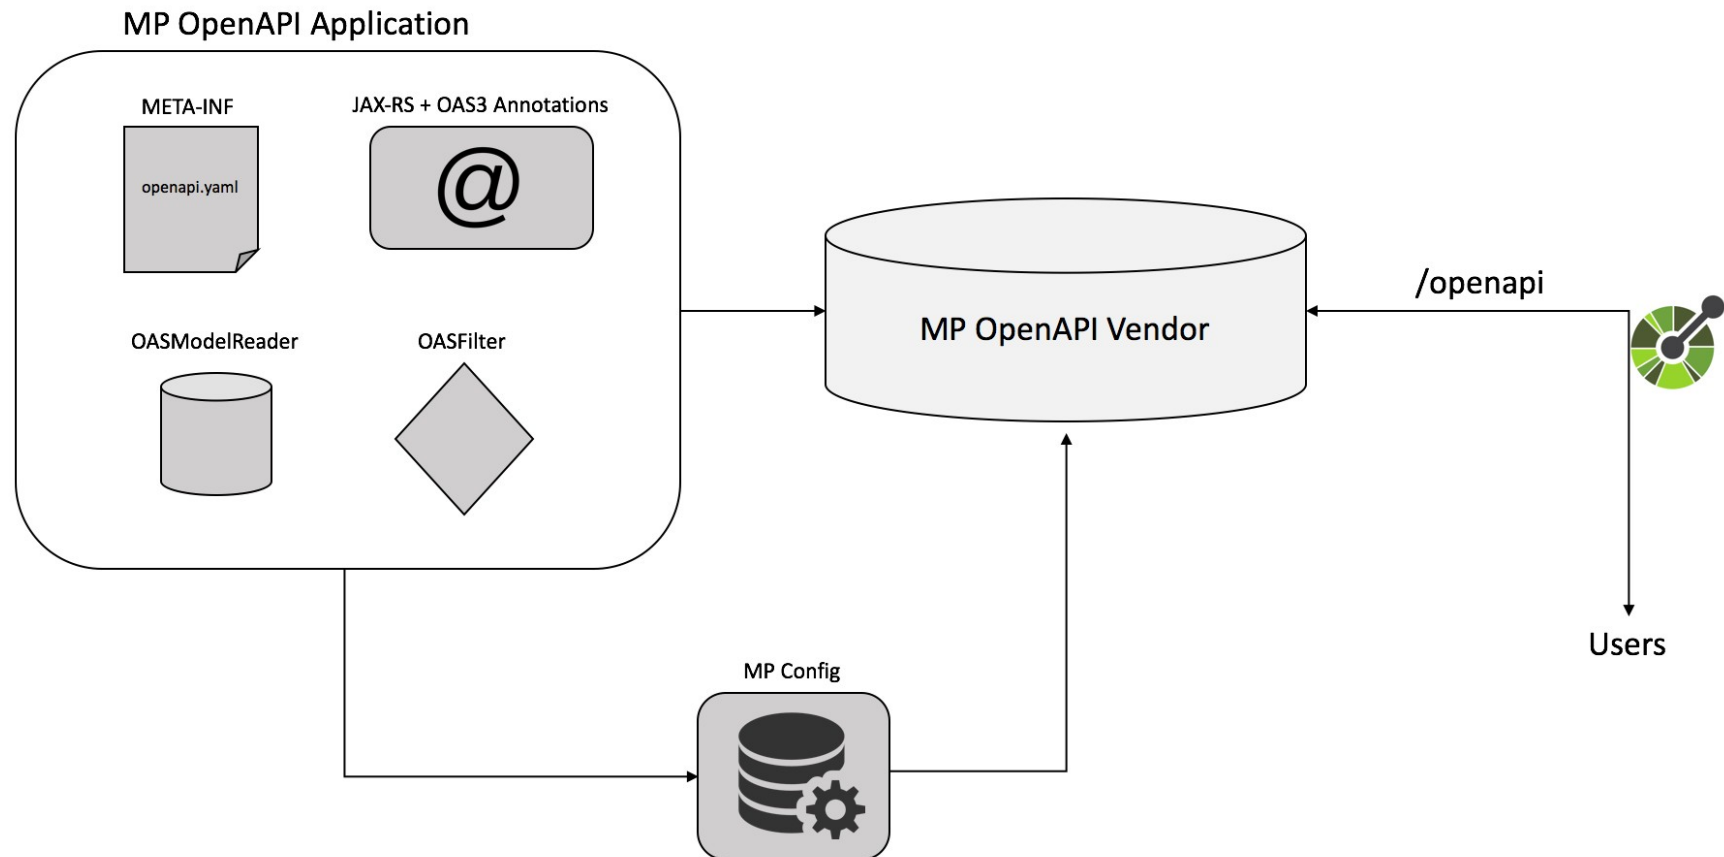 MP OpenAPI Application
META-INF
JAX-RS + OAS3 Annotations
openapi.yaml
@
OASModelReader
OASFilter
MP OpenAPI Vendor
/openapi
Users
MP Config